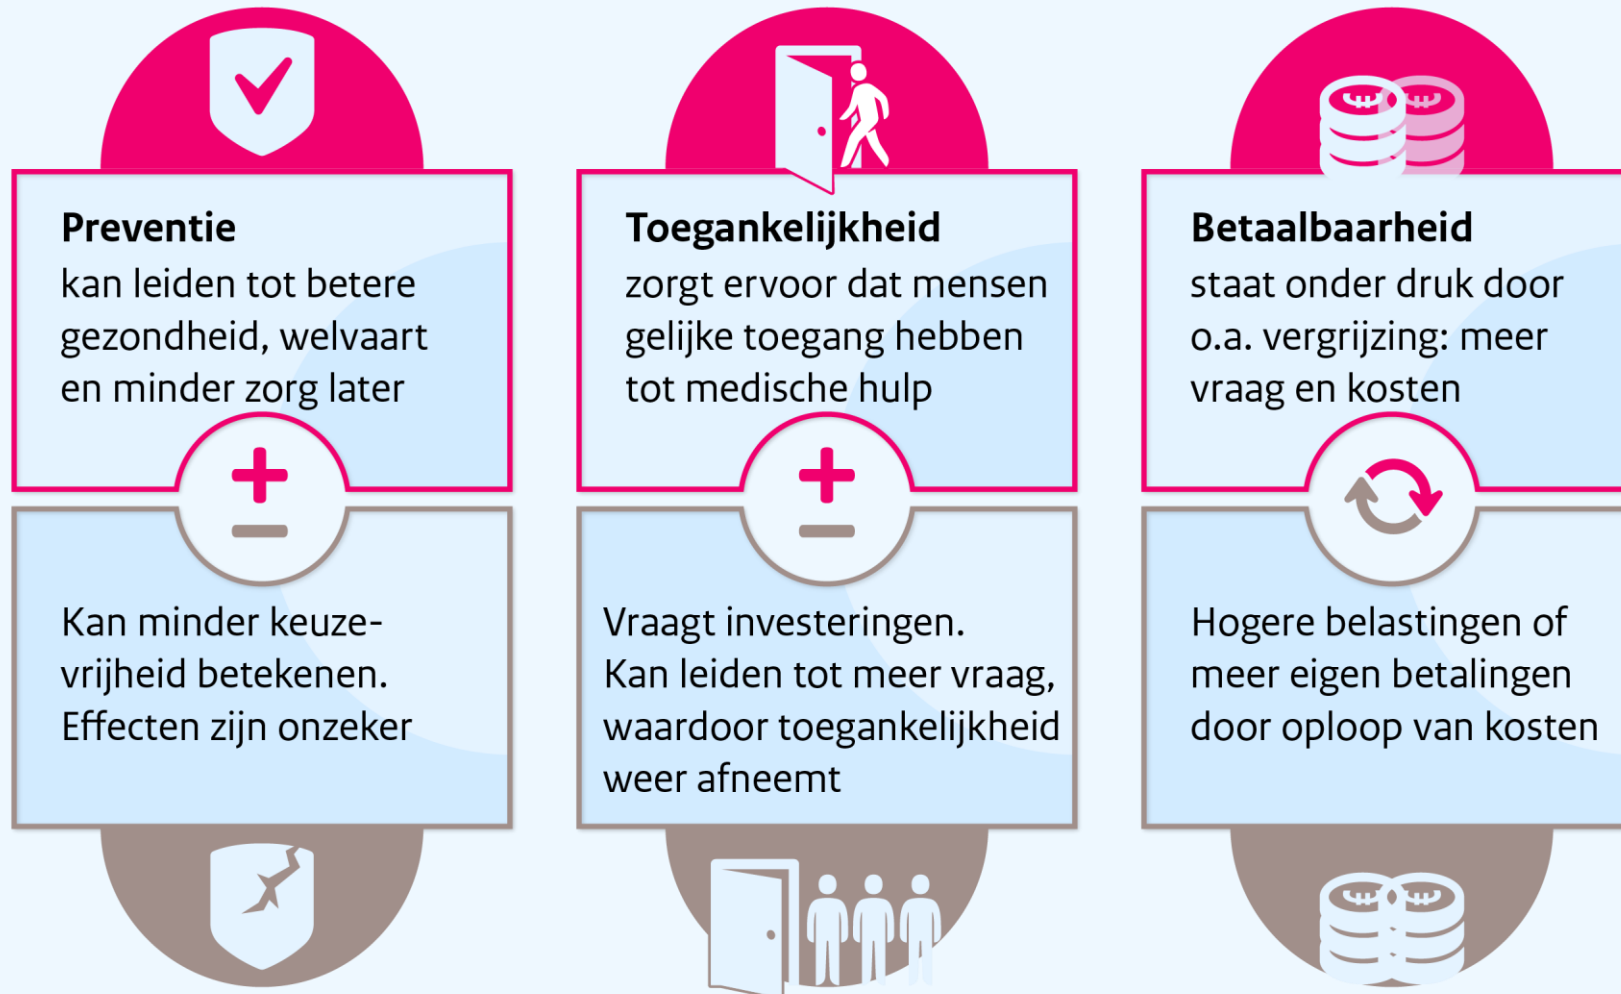 Preventie
kan leiden tot betere
gezondheid, welvaart
en minder zorg later
Kan minder keuze-
vrijheid betekenen.
Effecten zijn onzeker
Toegankelijkheid
zorgt ervoor dat mensen
gelijke toegang hebben
tot medische hulp
Vraagt investeringen.
Kan leiden tot meer vraag,
waardoor toegankelijkheid
weer afneemt
Betaalbaarheid
staat onder druk door
o.a. vergrijzing: meer
vraag en kosten
Hogere belastingen of
meer eigen betalingen
door oploop van kosten